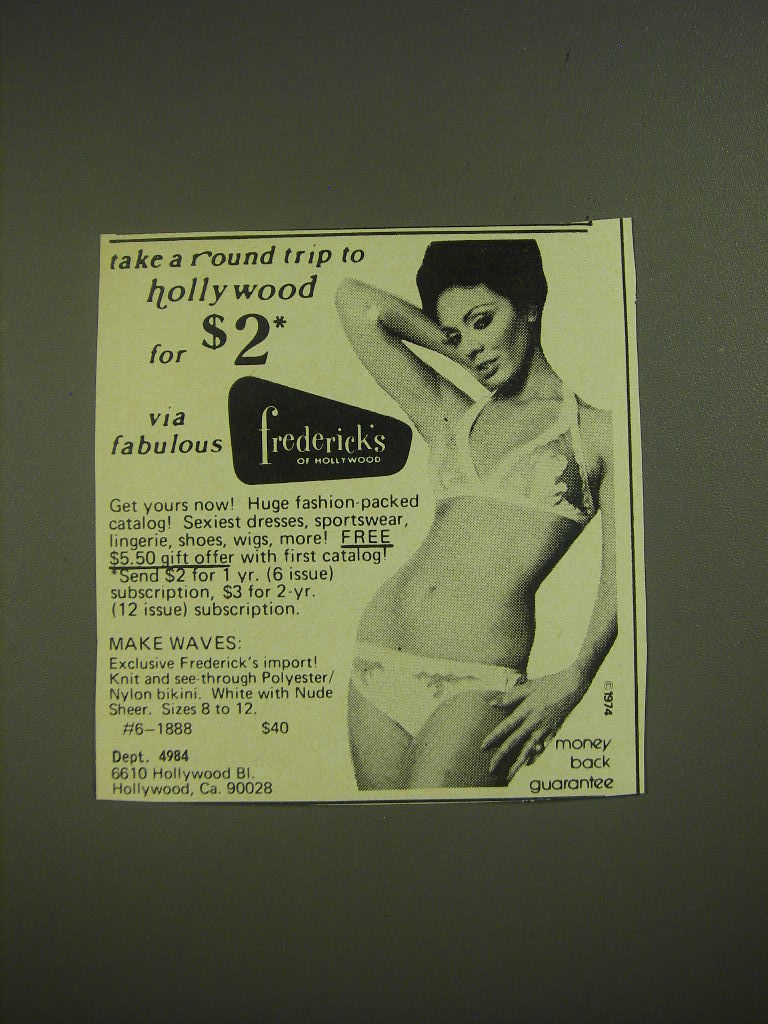 take a round trip to
hollywood
for $2*
via
fabulous
frederick's
OF HOLLYWOOD
Get yours now! Huge fashion-packed
catalog! Sexiest dresses, sportswear,
lingerie, shoes, wigs, more! FREE
$5.50 gift offer with first catalog!
*Send $2 for 1 yr. (6 issue)
subscription, $3 for 2-yr.
(12 issue) subscription.
MAKE WAVES:
Exclusive Frederick's import!
Knit and see-through Polyester/
Nylon bikini. White with Nude
Sheer. Sizes 8 to 12.
#6-1888 $40
Dept. 4984
6610 Hollywood Bl.
Hollywood, Ca. 90028
©1974
money
back
guarantee